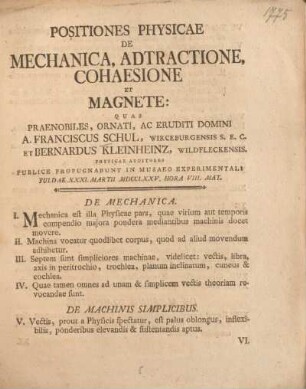 1775
POSITIONES PHYSICAE
DE
MECHANICA, ADTRACTIONE,
COHAESIONE
ET
MAGNETE:
QUAS
PRAENOBILES, ORNATI, AC ERUDITI DOMINI
A. FRANCISCUS SCHUL, WIRCEBURGENSIS S. E. C.
ET BERNARDUS KLEINHEINZ, WILDFLECKENSIS.
PHYSICAE AUDITORES
PUBLICE PROPUGNABUNT IN MUSAEO EXPERIMENTALI
FULDAE XXXI. MARTII MDCCLXXV. HORA VIII. MAT.
DE MECHANICA.
I. Mechanica est illa Physicae pars, quae virium aut temporis
compendio majora pondera mediantibus machinis docet
movere.
II. Machina vocatur quodlibet corpus, quod ad aliud movendum
adhibetur.
III. Septem sunt simpliciores machinae, videlicet: vectis, libra,
axis in peritrochio, trochlea, planum inclinatum, cuneus &
cochlea.
IV. Quae tamen omnes ad unam & simplicem vectis theoriam re-
vocandae sunt.
DE MACHINIS SIMPLICIBUS.
V. Vectis, prout a Physicis spectatur, est palus oblongus, inflexi-
bilis, ponderibus elevandis & sustentandis aptus.
VI.